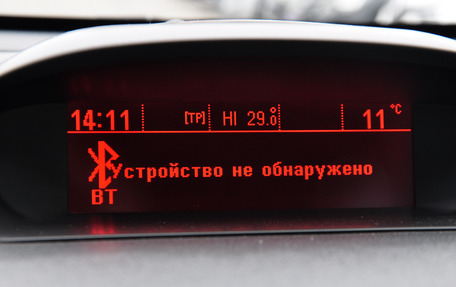 14:11 [TP] HI 29.0° 11°C
Устройство не обнаружено
BT